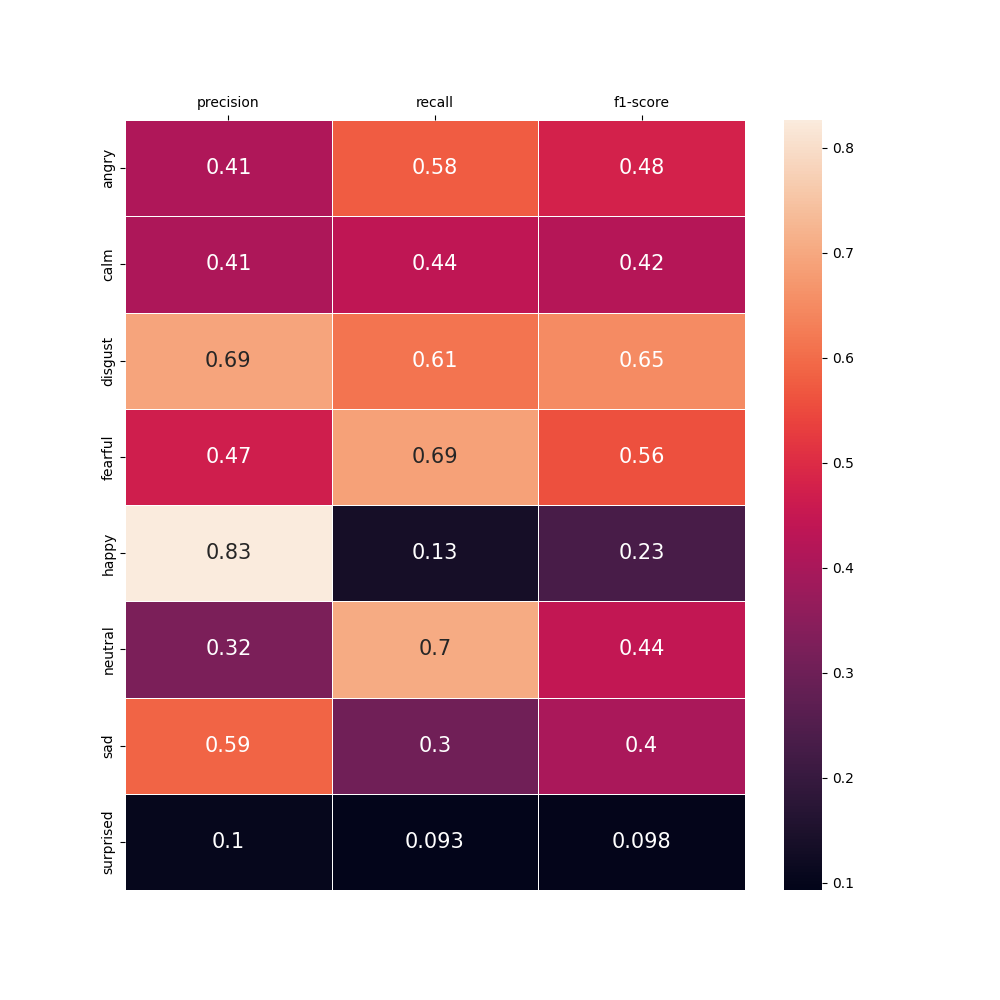 precision recall f1-score
angry 0.41 0.58 0.48
calm 0.41 0.44 0.42
disgust 0.69 0.61 0.65
fearful 0.47 0.69 0.56
happy 0.83 0.13 0.23
neutral 0.32 0.7 0.44
sad 0.59 0.3 0.4
surprised 0.1 0.093 0.098
0.8
0.7
0.6
0.5
0.4
0.3
0.2
0.1